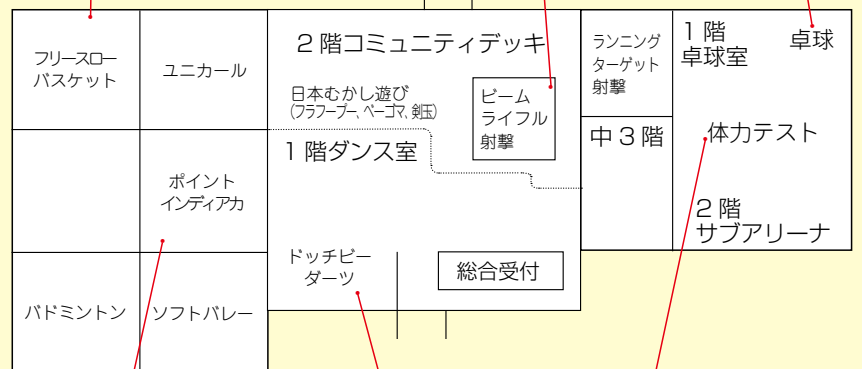 フリースロー
バスケット
ユニカール
ポイント
インディアカ
バドミントン
ソフトバレー
2階コミュニティデッキ
日本むかし遊び
(フラフープー、ベーゴマ、剣玉)
ビーム
ライフル
射撃
1階ダンス室
ドッチビー
ダーツ
総合受付
ランニング
ターゲット
射撃
中3階
1階
卓球室
卓球
体力テスト
2階
サブアリーナ